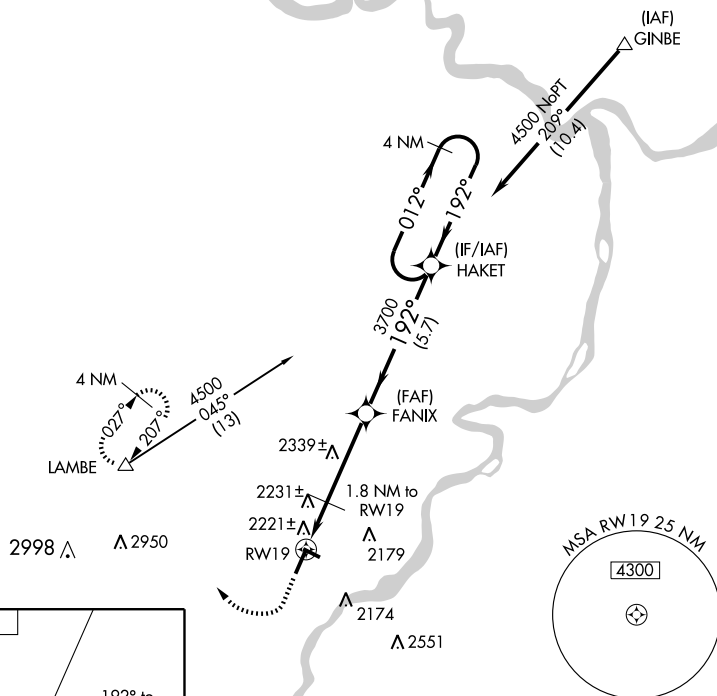 (IAF)
GINBE
4500 NoPT
209°
(10.4)
4 NM
012°
192°
(IF/IAF)
HAKET
3700
192°
(5.7)
4 NM
027°
207°
4500
045°
(13)
LAMBE
(FAF)
FANIX
2339±
2231±
1.8 NM to
RW19
2221±
RW19
2179
2998
2950
2174
2551
MSA RW19 25 NM
4300
192° to